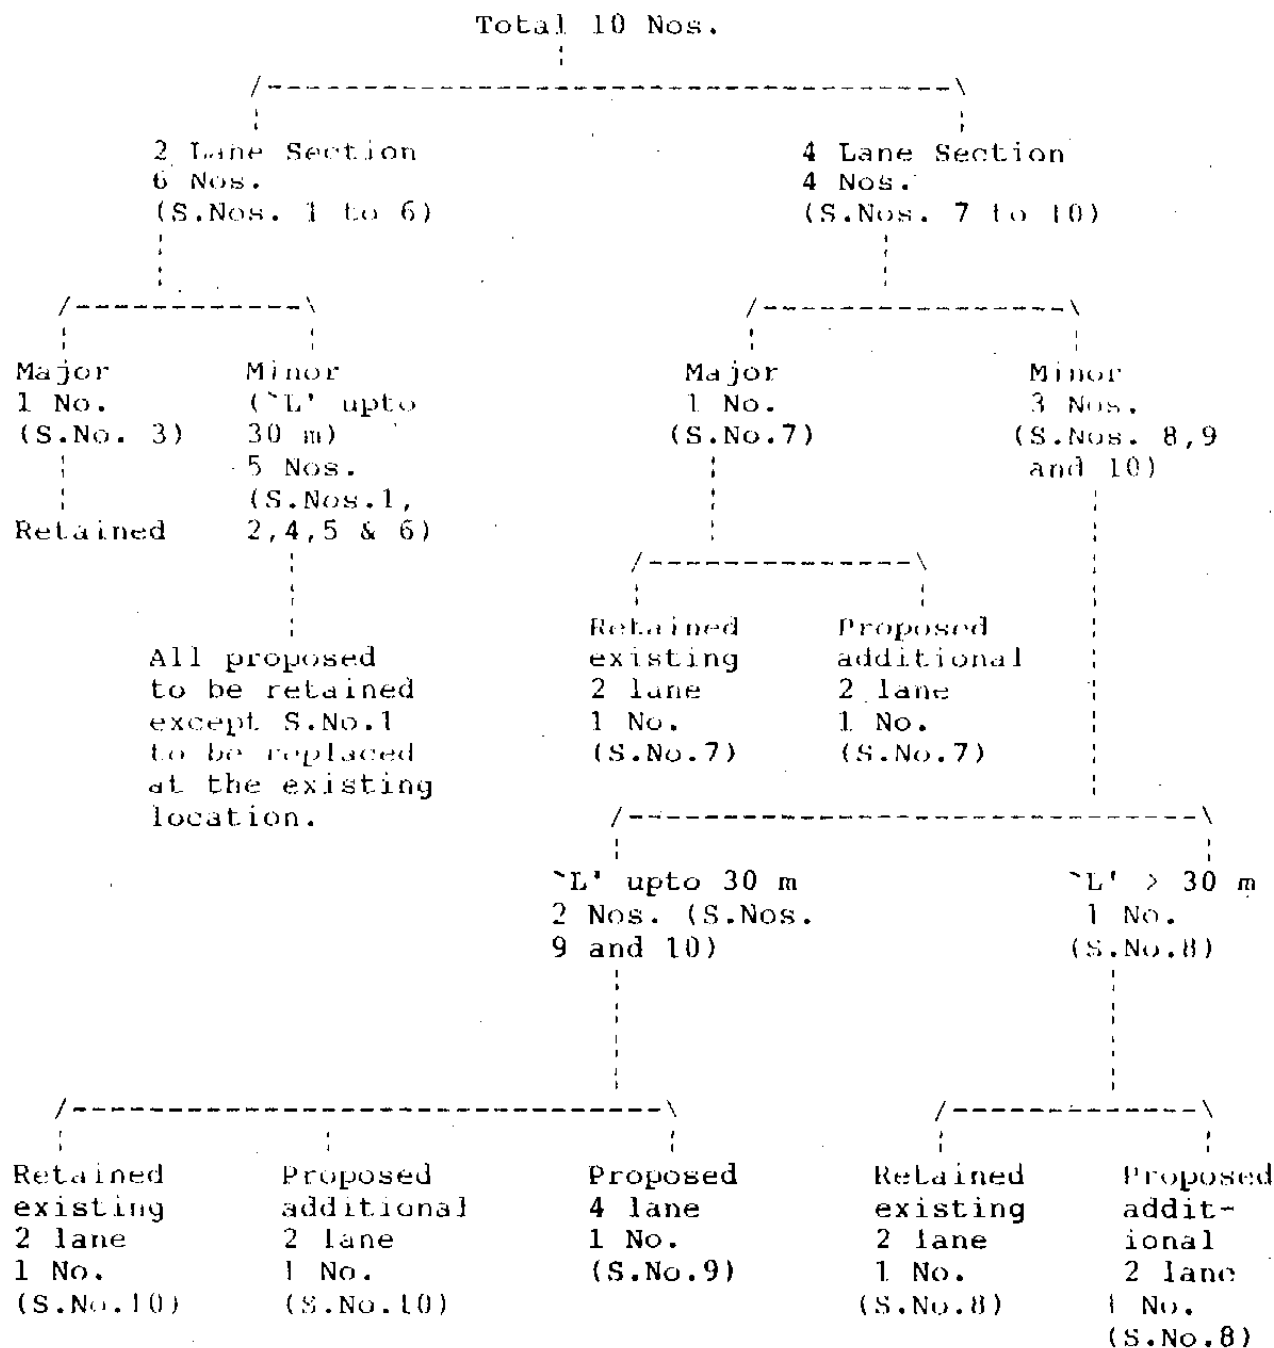 Total 10 Nos.
2 Lane Section
6 Nos.
(S.Nos. 1 to 6)
4 Lane Section
4 Nos.
(S.Nos. 7 to 10)
Major
1 No.
(S.No. 3)
Retained
Minor
(`L' upto
30 m)
5 Nos.
(S.Nos.1,
2,4,5 & 6)
All proposed
to be retained
except S.No.1
to be replaced
at the existing
location.
Major
1 No.
(S.No.7)
Minor
3 Nos.
(S.Nos. 8,9
and 10)
Retained
existing
2 lane
1 No.
(S.No.7)
Proposed
additional
2 lane
1 No.
(S.No.7)
`L' upto 30 m
2 Nos. (S.Nos.
9 and 10)
`L' > 30 m
1 No.
(S.No.8)
Retained
existing
2 lane
1 No.
(S.No.10)
Proposed
additional
2 lane
1 No.
(S.No.10)
Proposed
4 lane
1 No.
(S.No.9)
Retained
existing
2 lane
1 No.
(S.No.8)
Proposed
addit-
ional
2 lane
1 No.
(S.No.8)